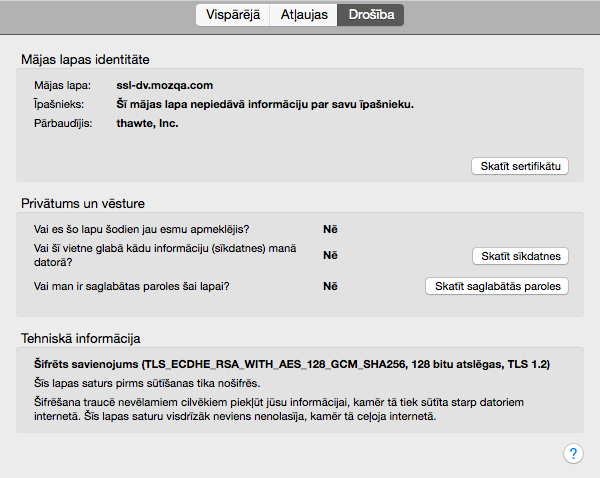 Vispārējā Atļaujas Drošība
Mājas lapas identitāte
Mājas lapa: ssl-dv.mozqa.com
Īpašnieks: Šī mājas lapa nepiedāvā informāciju par savu īpašnieku.
Pārbaudījis: thawte, Inc.
Skatīt sertifikātu
Privātums un vēsture
Vai es šo lapu šodien jau esmu apmeklējis? Nē
Vai šī vietne glabā kādu informāciju (sīkdatnes) manā
datorā? Nē Skatīt sīkdatnes
Vai man ir saglabātas paroles šai lapai? Nē Skatīt saglabātās paroles
Tehniskā informācija
Šifrēts savienojums (TLS_ECDHE_RSA_WITH_AES_128_GCM_SHA256, 128 bitu atslēgas, TLS 1.2)
Šīs lapas saturs pirms sūtīšanas tika nošifrēs.
Šifrēšana traucē nevēlamiem cilvēkiem piekļūt jūsu informācijai, kamēr tā tiek sūtīta starp datoriem
internetā. Šīs lapas saturu visdrīzāk neviens nenolasīja, kamēr tā ceļoja internetā.
?